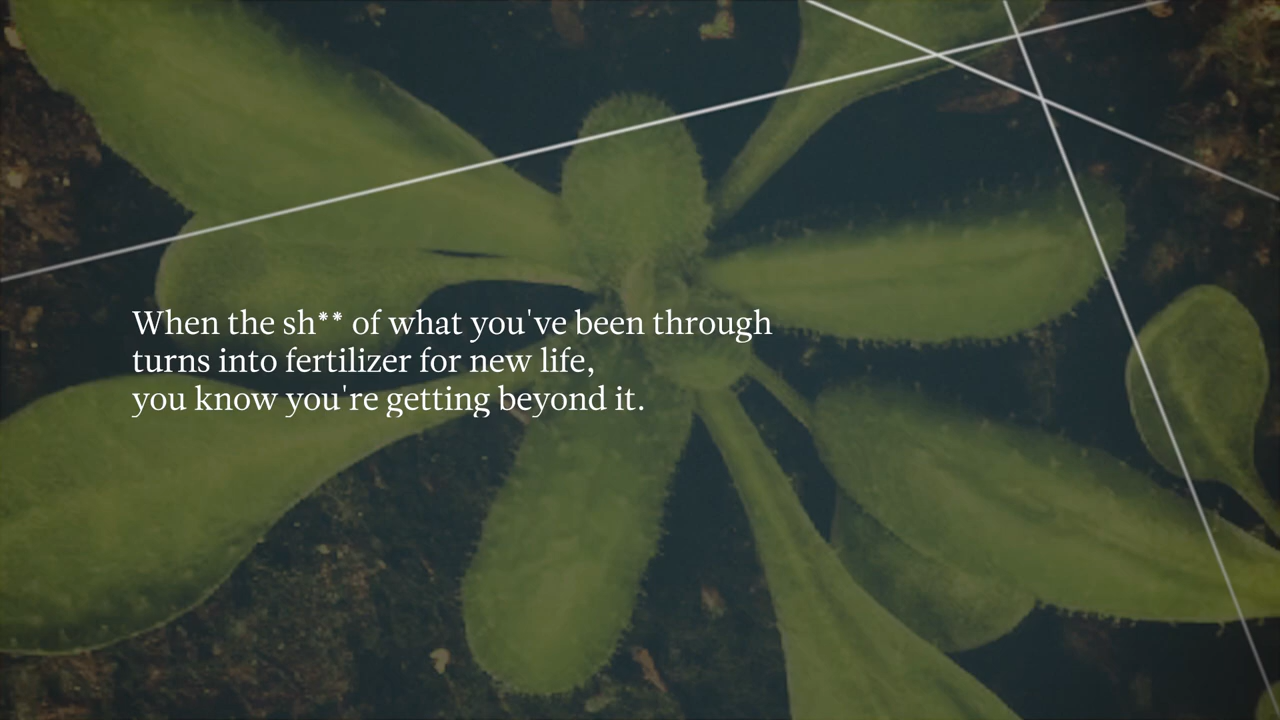 When the sh** of what you've been through
turns into fertilizer for new life,
you know you're getting beyond it.